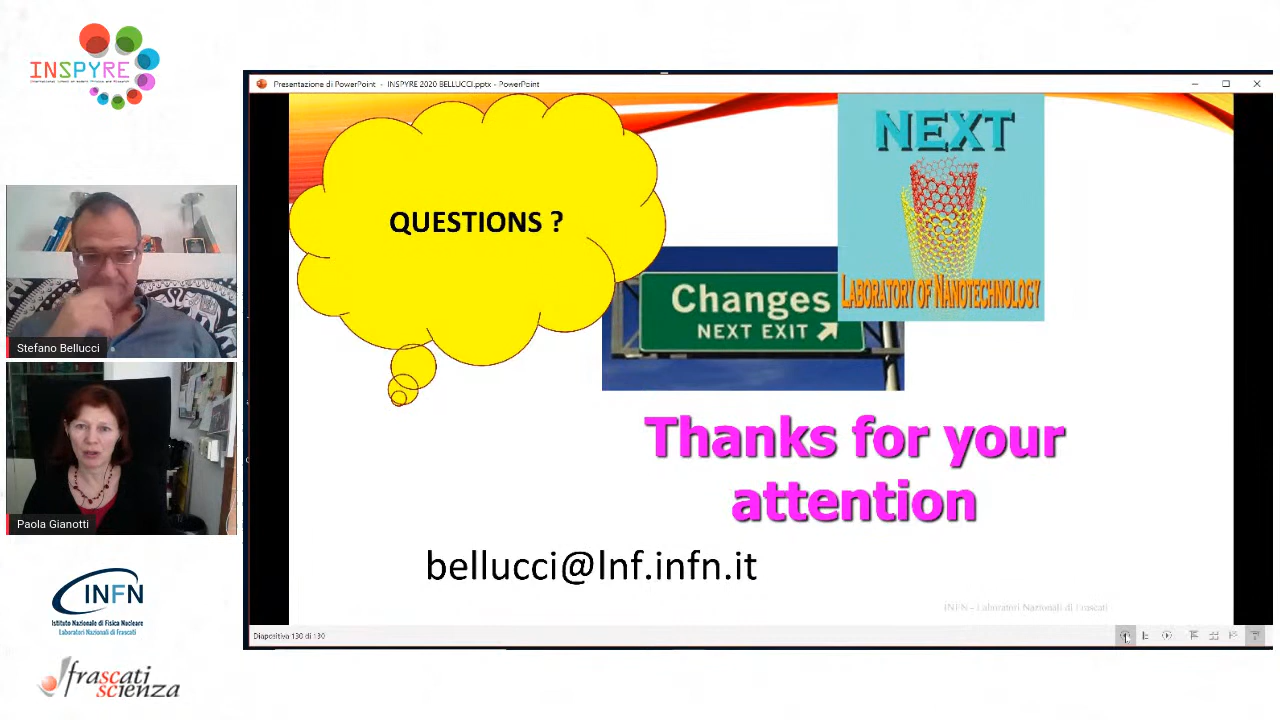 INSPYRE
Presentazione di PowerPoint - INSPYRE 2020 BELLUCCI.pptx - PowerPoint
QUESTIONS ?
NEXT
LABORATORY OF NANOTECHNOLOGY
Changes
NEXT EXIT
Stefano Bellucci
Paola Gianotti
Thanks for your
attention
bellucci@lnf.infn.it
INFN - Laboratori Nazionali di Frascati
Diapositiva 130 di 130
INFN
Istituto Nazionale di Fisica Nucleare
Laboratori Nazionali di Frascati
frascati
scienza